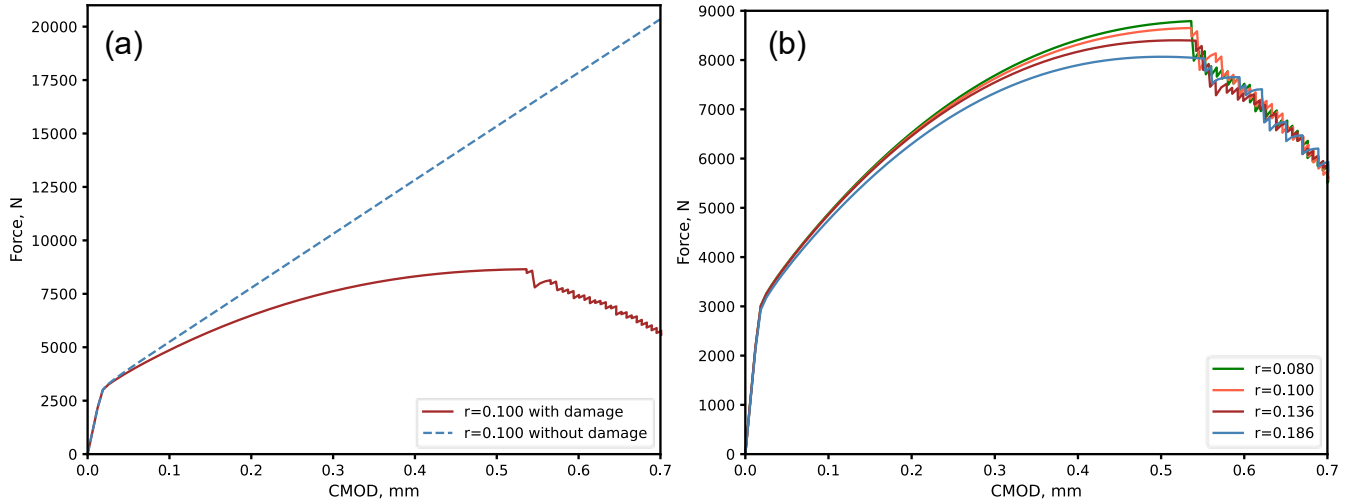 (a)
Force, N
20000
17500
15000
12500
10000
7500
5000
2500
0
0.0 0.1 0.2 0.3 0.4 0.5 0.6 0.7
CMOD, mm
r=0.100 with damage
r=0.100 without damage
(b)
Force, N
9000
8000
7000
6000
5000
4000
3000
2000
1000
0
0.0 0.1 0.2 0.3 0.4 0.5 0.6 0.7
CMOD, mm
r=0.080
r=0.100
r=0.136
r=0.186